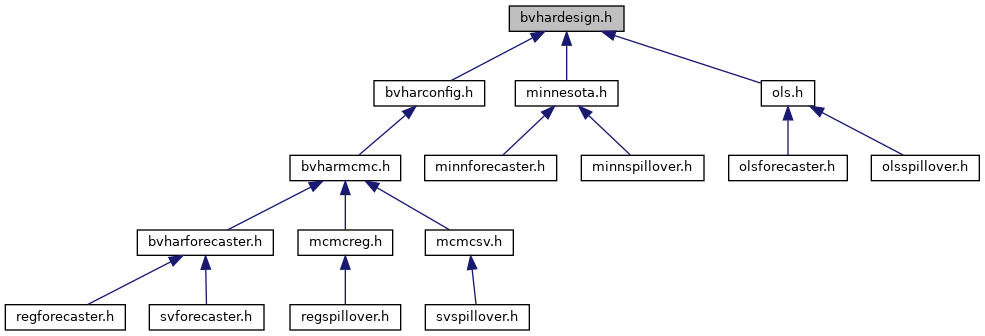 bvhardesign.h
bvharconfig.h
minnesota.h
ols.h
bvharmcmc.h
minnforecaster.h
minnspillover.h
olsforecaster.h
olsspillover.h
bvharforecaster.h
mcmcreg.h
mcmcsv.h
regforecaster.h
svforecaster.h
regspillover.h
svspillover.h